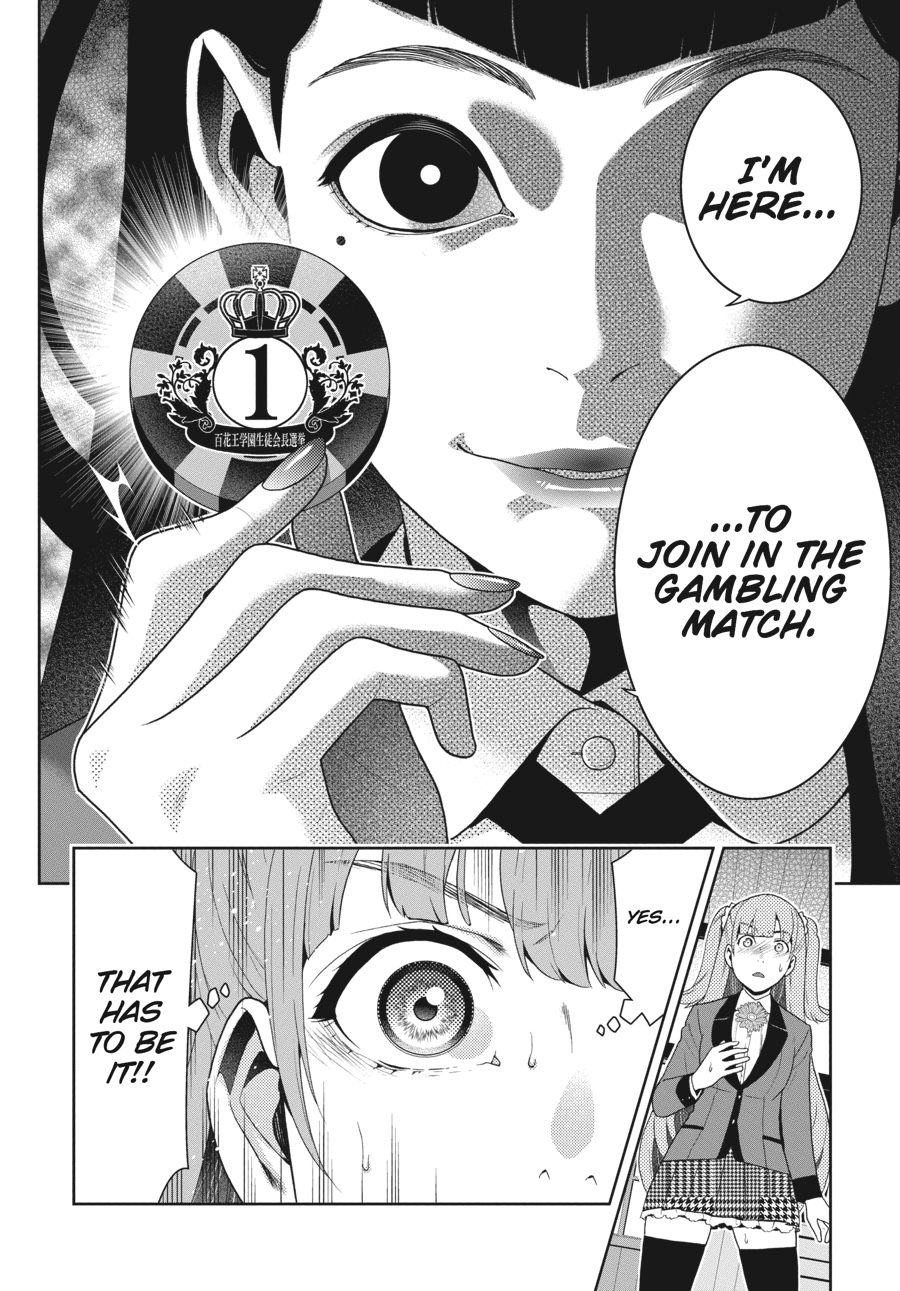 I'M
HERE...
...TO
JOIN IN THE
GAMBLING
MATCH.
1
百花王学園生徒会長選挙
YES...
THAT
HAS
TO BE
IT!!